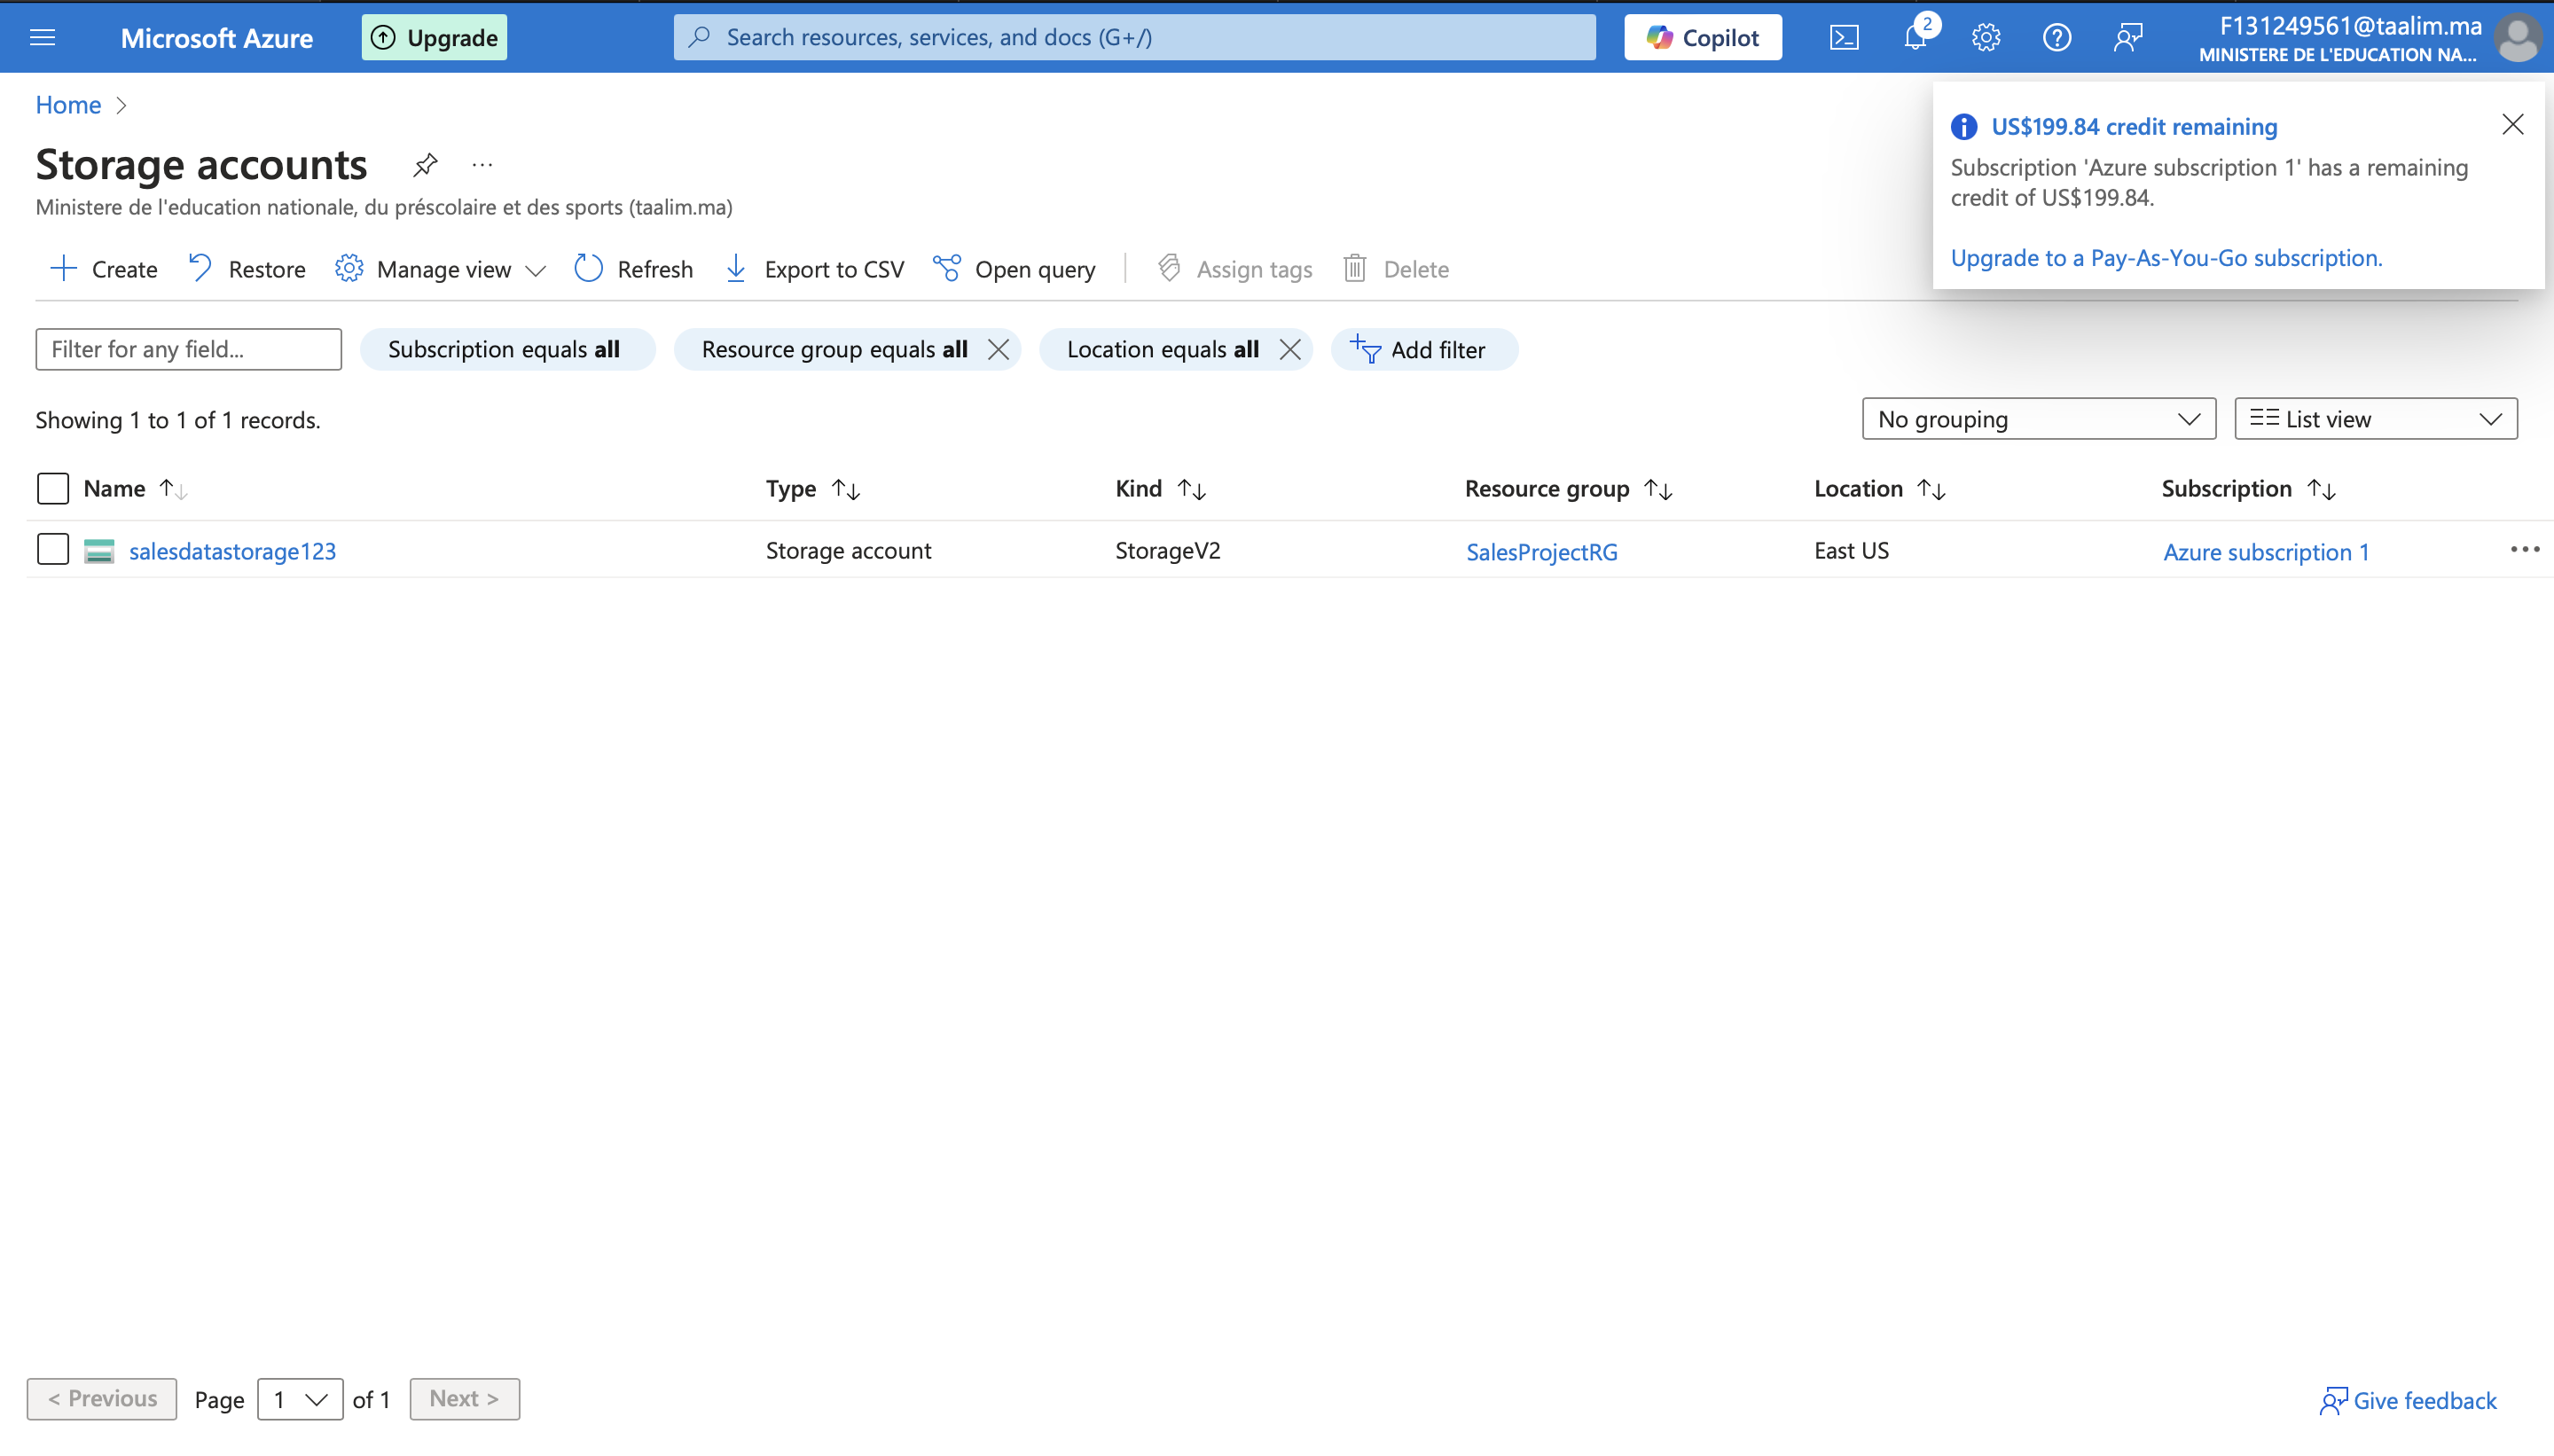 Microsoft Azure
Upgrade
Search resources, services, and docs (G+/)
Copilot
2
F131249561@taalim.ma
MINISTERE DE L'EDUCATION NA...
Home
US$199.84 credit remaining
Subscription 'Azure subscription 1' has a remaining
credit of US$199.84.
Upgrade to a Pay-As-You-Go subscription.
Storage accounts
Ministere de l'education nationale, du préscolaire et des sports (taalim.ma)
Create
Restore
Manage view
Refresh
Export to CSV
Open query
Assign tags
Delete
Filter for any field...
Subscription equals all
Resource group equals all
Location equals all
Add filter
Showing 1 to 1 of 1 records.
No grouping
List view
Name
Type
Kind
Resource group
Location
Subscription
salesdatastorage123
Storage account
StorageV2
SalesProjectRG
East US
Azure subscription 1
< Previous
Page
1
of 1
Next >
Give feedback